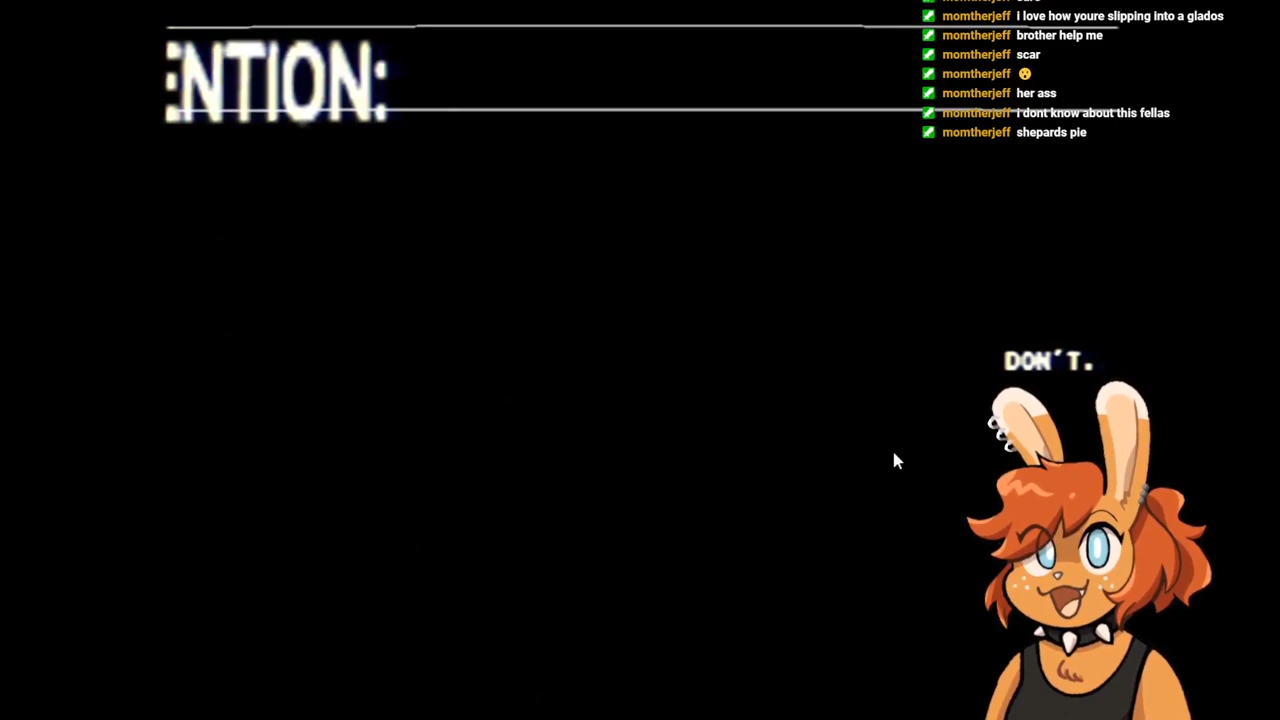 momtherjeff i love how youre slipping into a glados
momtherjeff brother help me
momtherjeff scar
momtherjeff 😮
momtherjeff her ass
momtherjeff i dont know about this fellas
momtherjeff shepards pie
ENTION:
DON'T.